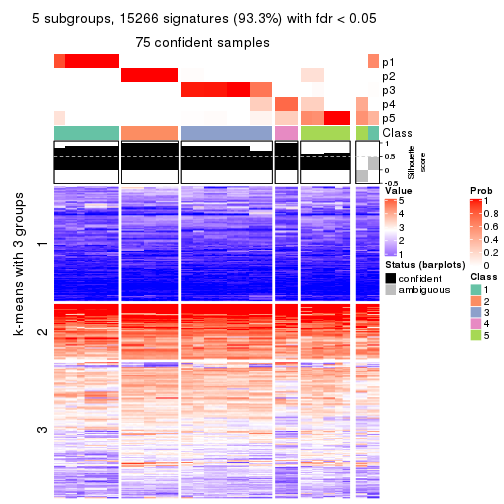 5 subgroups, 15266 signatures (93.3%) with fdr < 0.05
75 confident samples
p1
p2
p3
p4
p5
Class
1
0.5
0
-0.5
Silhouette
score
k-means with 3 groups
1
2
3
Value
5
4
3
2
1
Status (barplots)
confident
ambiguous
Prob
1
0.8
0.6
0.4
0.2
0
Class
1
2
3
4
5